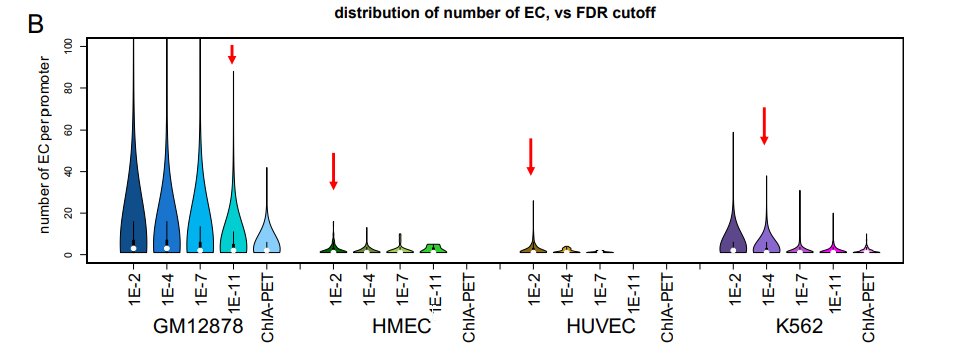 B
distribution of number of EC, vs FDR cutoff
number of EC per promoter
100
80
60
40
20
0
1E-2
1E-4
1E-7
1E-11
ChIA-PET
1E-2
1E-4
1E-7
1E-11
ChIA-PET
1E-2
1E-4
1E-7
1E-11
ChIA-PET
1E-2
1E-4
1E-7
1E-11
ChIA-PET
GM12878
HMEC
HUVEC
K562